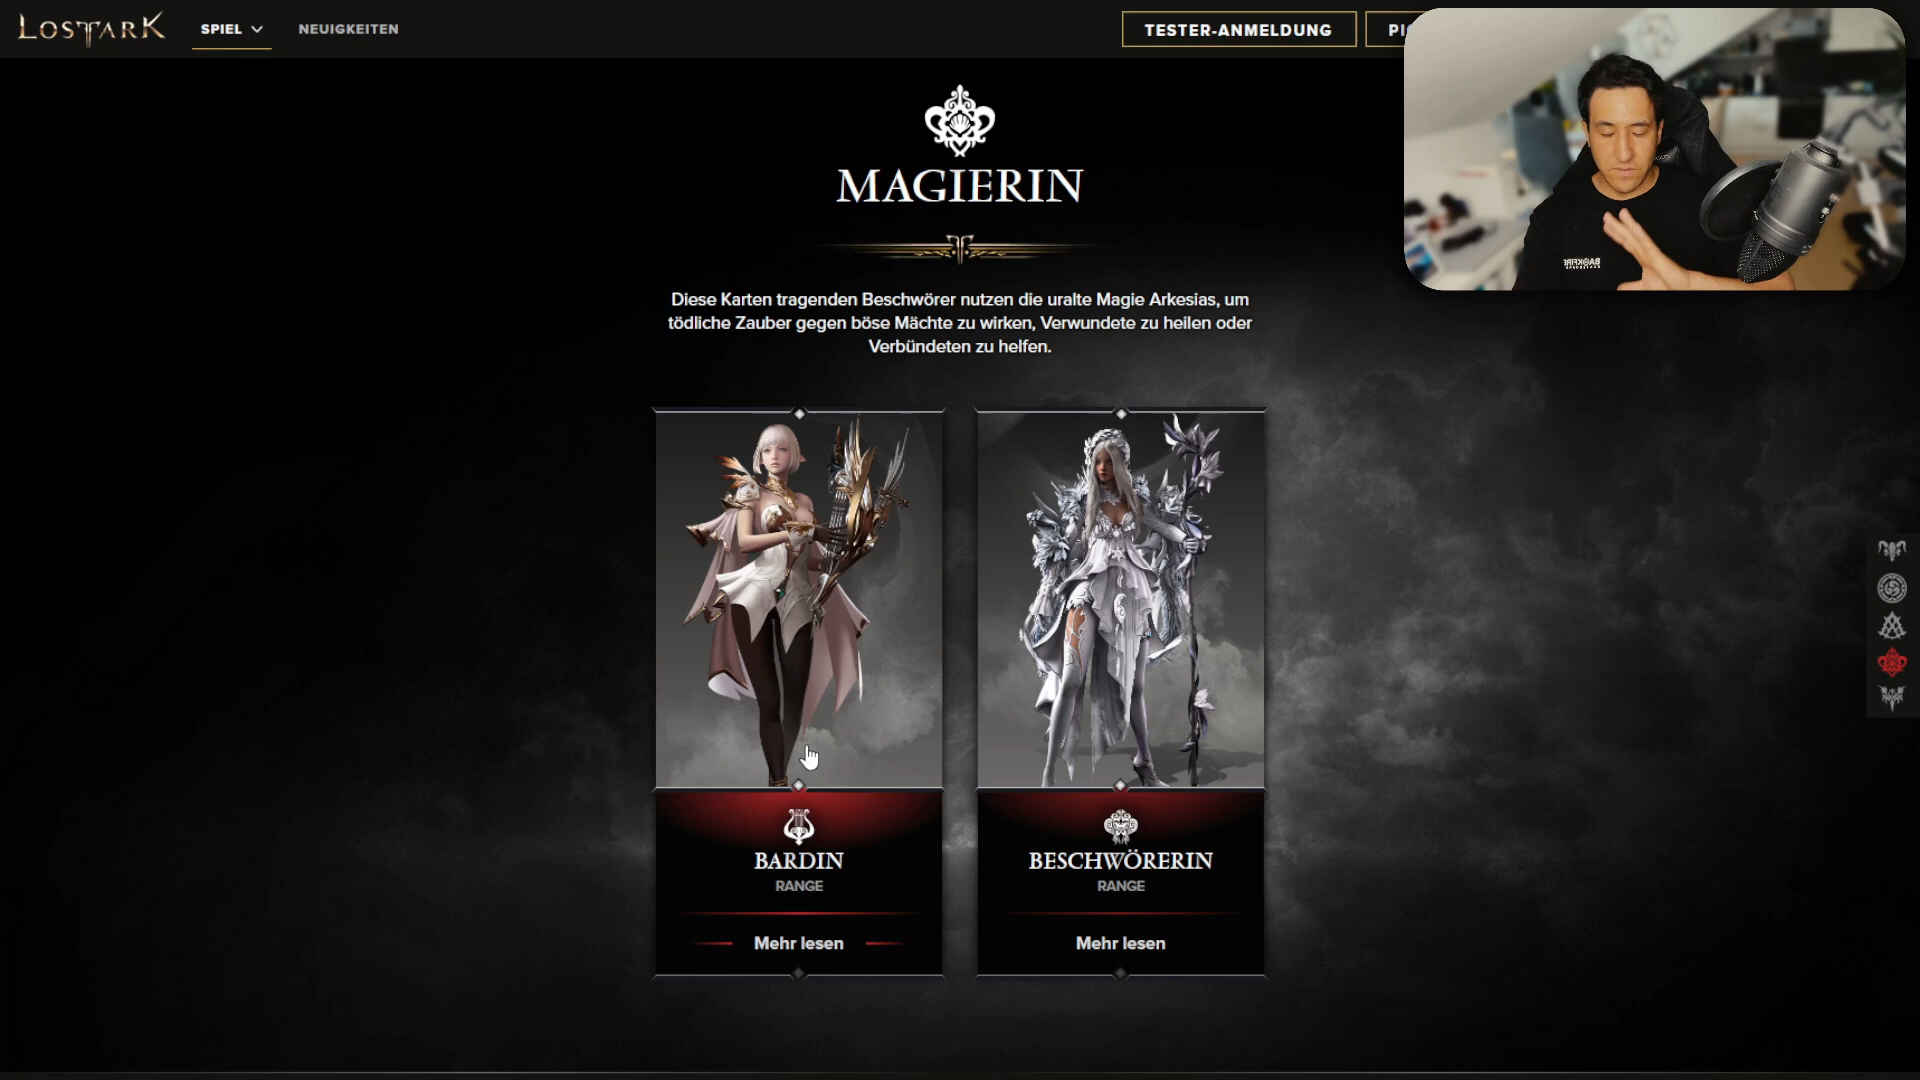 LOST ARK
SPIEL
NEUIGKEITEN
TESTER-ANMELDUNG
MAGIERIN
Diese Karten tragenden Beschwörer nutzen die uralte Magie Arkesias, um
tödliche Zauber gegen böse Mächte zu wirken, Verwundete zu heilen oder
Verbündeten zu helfen.
BARDIN
RANGE
Mehr lesen
BESCHWÖRERIN
RANGE
Mehr lesen